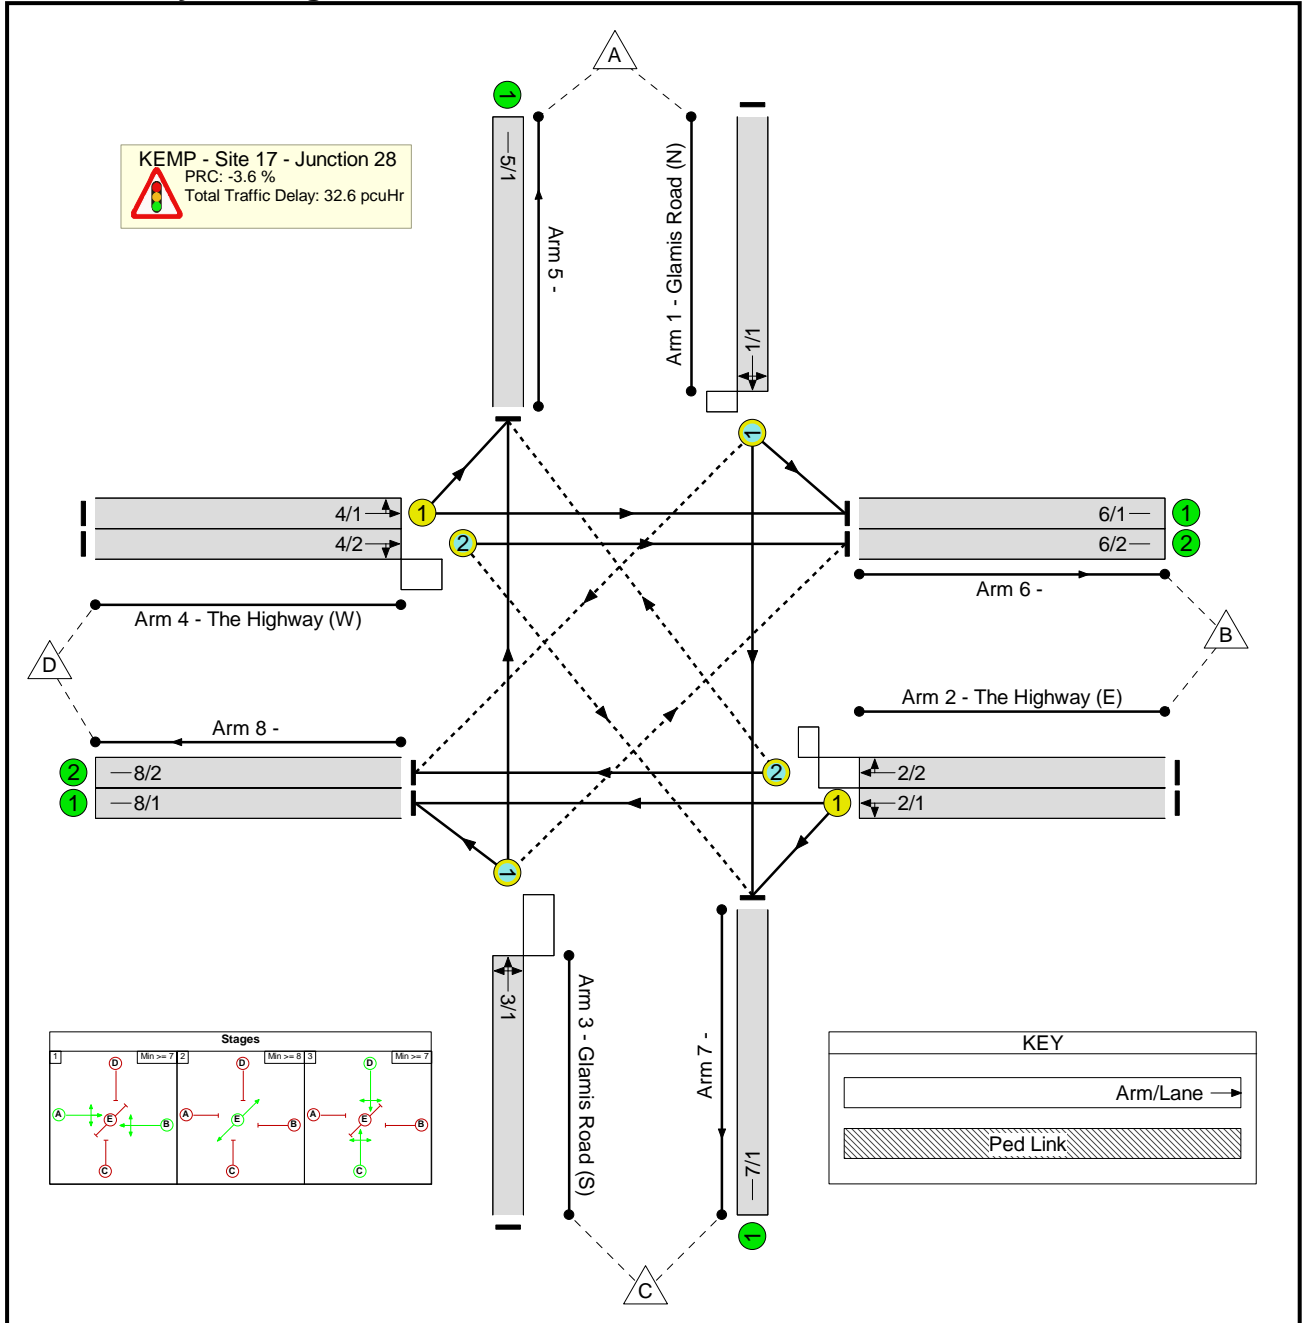 A
1
KEMP - Site 17 - Junction 28
PRC: -3.6 %
Total Traffic Delay: 32.6 pcuHr
5/1
Arm 5 -
Arm 1 - Glamis Road (N)
1/1
1
4/1
1
4/2
2
6/1
1
6/2
2
Arm 4 - The Highway (W)
Arm 6 -
D
B
Arm 8 -
Arm 2 - The Highway (E)
2
8/2
2
2/2
1
8/1
1
2/1
1
3/1
Arm 3 - Glamis Road (S)
Arm 7 -
7/1
1
C
Stages
1
Min >= 7
2
Min >= 8
3
Min >= 7
D
A
E
B
C
D
A
E
B
C
D
A
E
B
C
KEY
Arm/Lane
Ped Link